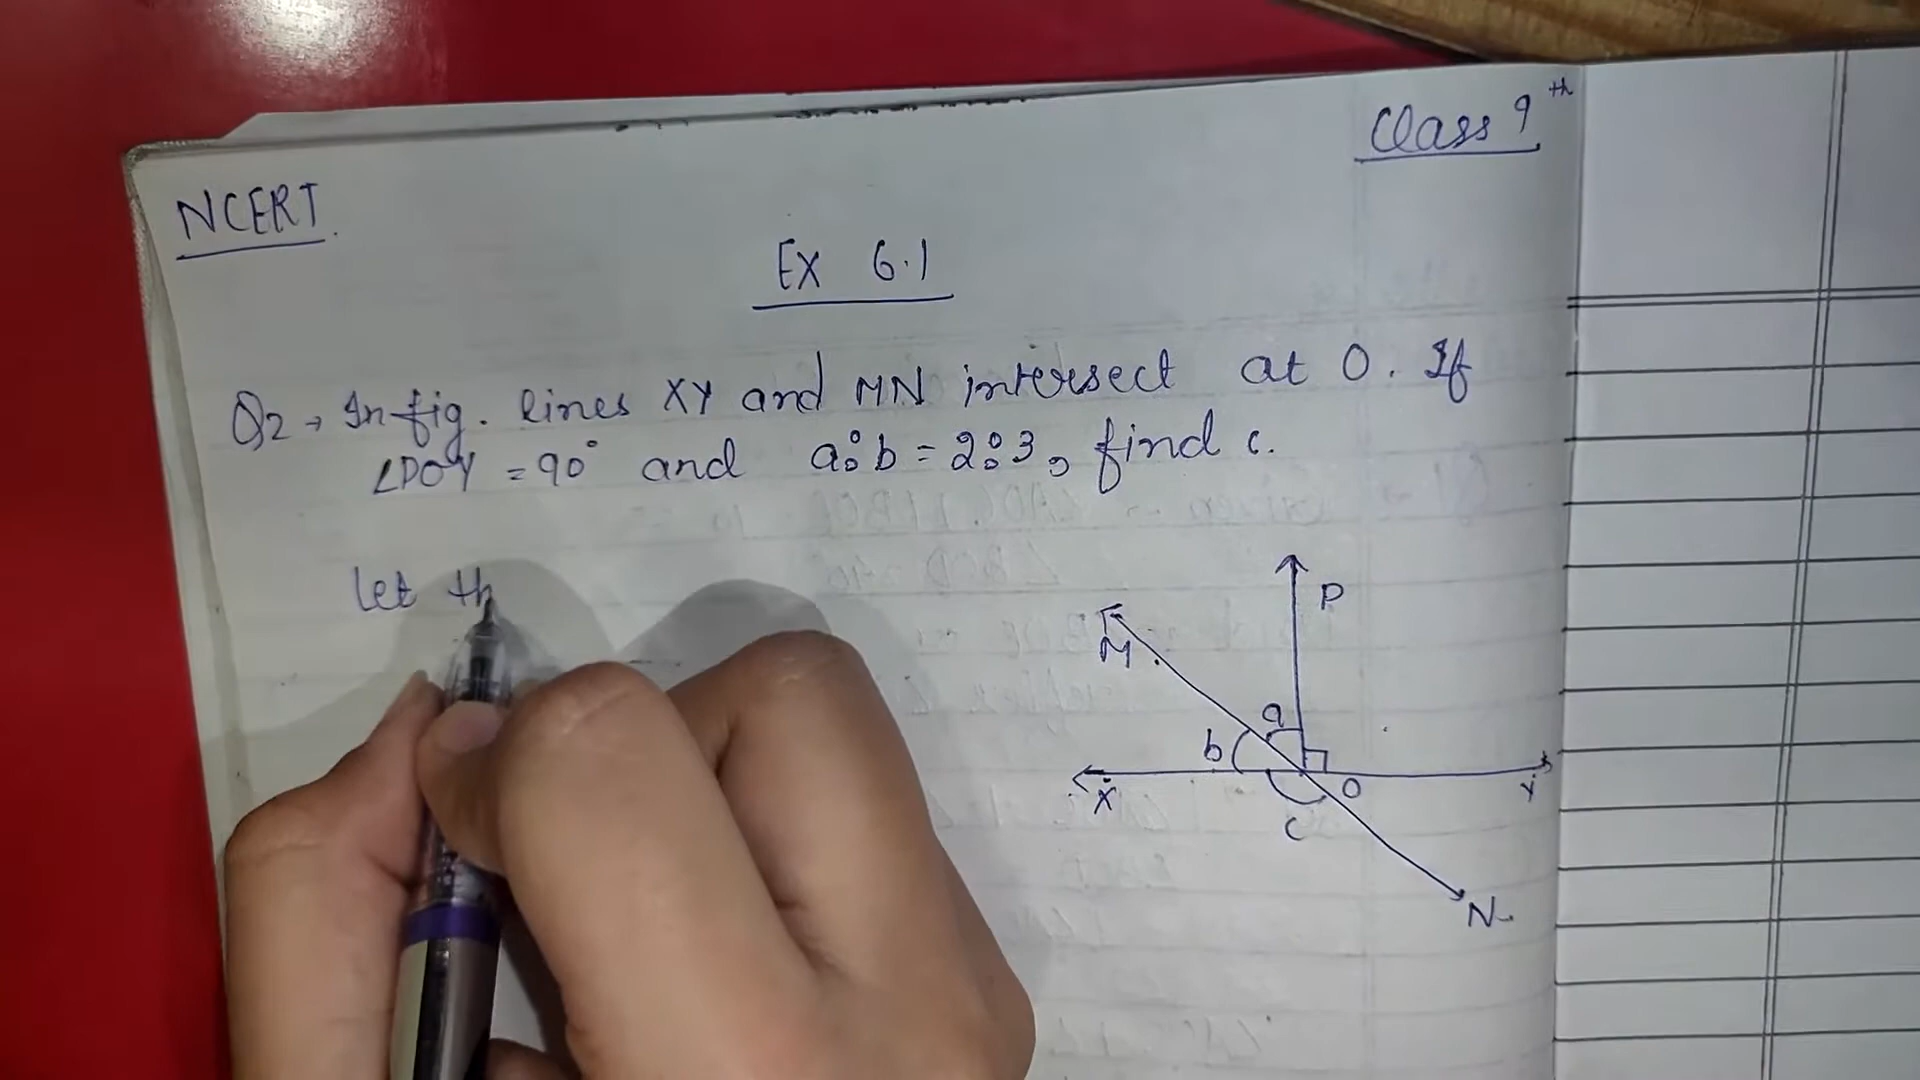 Class 9th
NCERT.
Ex 6.1
Q2→ In fig. lines XY and MN intersect at O. If
∠POY = 90° and a:b = 2:3, find c.
let th
P
M
a
b
X
O
Y
c
N